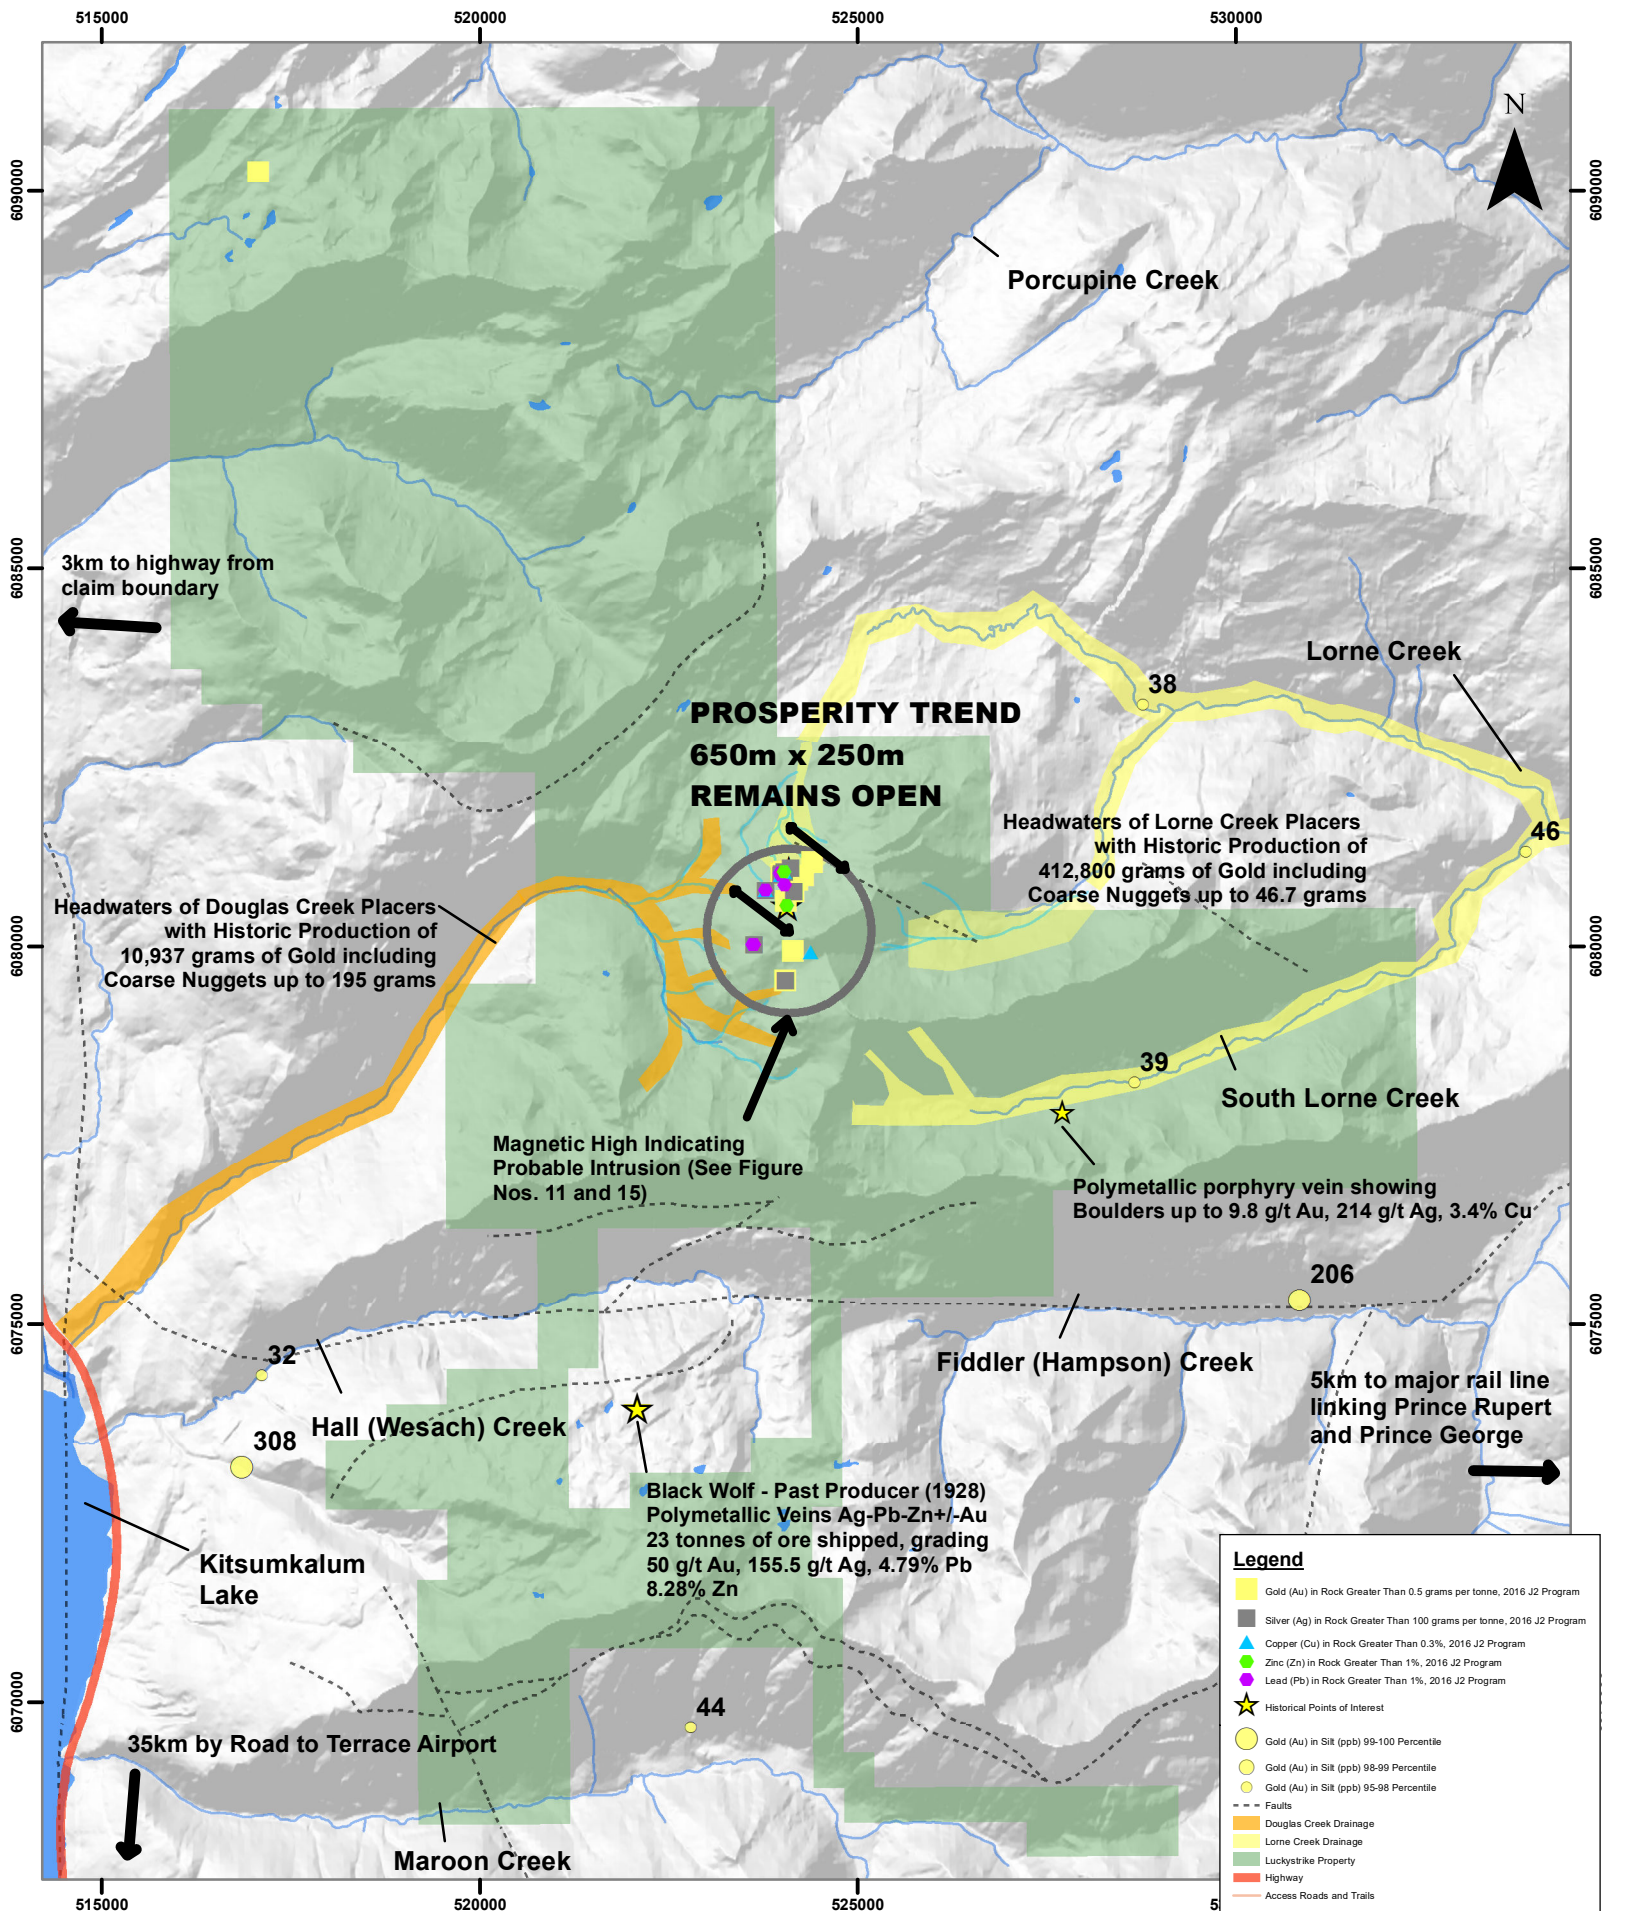 515000
520000
525000
530000
N
6090000
6090000
Porcupine Creek
3km to highway from
claim boundary
6085000
6085000
Lorne Creek
38
PROSPERITY TREND
650m x 250m
REMAINS OPEN
Headwaters of Lorne Creek Placers
with Historic Production of
412,800 grams of Gold including
Coarse Nuggets up to 46.7 grams
46
Headwaters of Douglas Creek Placers
with Historic Production of
10,937 grams of Gold including
Coarse Nuggets up to 195 grams
6080000
6080000
39
South Lorne Creek
Magnetic High Indicating
Probable Intrusion (See Figure
Nos. 11 and 15)
Polymetallic porphyry vein showing
Boulders up to 9.8 g/t Au, 214 g/t Ag, 3.4% Cu
206
6075000
6075000
32
Fiddler (Hampson) Creek
5km to major rail line
linking Prince Rupert
and Prince George
Hall (Wesach) Creek
308
Black Wolf - Past Producer (1928)
Polymetallic Veins Ag-Pb-Zn+/-Au
23 tonnes of ore shipped, grading
50 g/t Au, 155.5 g/t Ag, 4.79% Pb
8.28% Zn
Kitsumkalum
Lake
6070000
44
35km by Road to Terrace Airport
Maroon Creek
Legend
Gold (Au) in Rock Greater Than 0.5 grams per tonne, 2016 J2 Program
Silver (Ag) in Rock Greater Than 100 grams per tonne, 2016 J2 Program
Copper (Cu) in Rock Greater Than 0.3%, 2016 J2 Program
Zinc (Zn) in Rock Greater Than 1%, 2016 J2 Program
Lead (Pb) in Rock Greater Than 1%, 2016 J2 Program
Historical Points of Interest
Gold (Au) in Silt (ppb) 99-100 Percentile
Gold (Au) in Silt (ppb) 98-99 Percentile
Gold (Au) in Silt (ppb) 95-98 Percentile
Faults
Douglas Creek Drainage
Lorne Creek Drainage
Luckystrike Property
Highway
Access Roads and Trails
515000
520000
525000